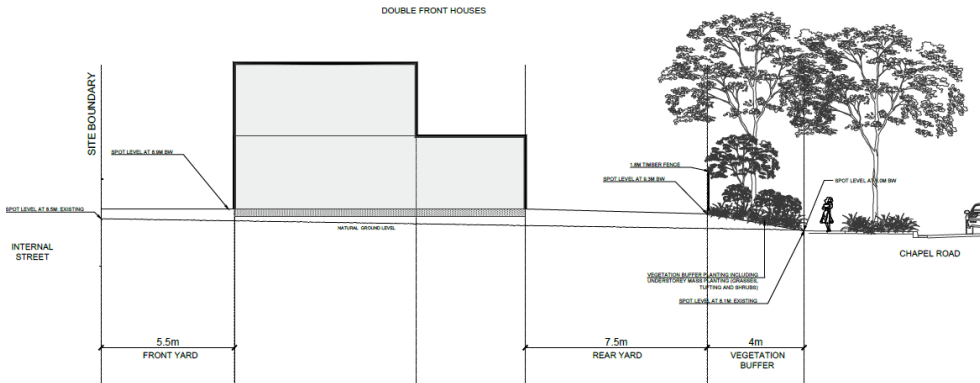 DOUBLE FRONT HOUSES
SITE BOUNDARY
SPOT LEVEL AT 8.9M BW
SPOT LEVEL AT 8.5M: EXISTING
INTERNAL
STREET
NATURAL GROUND LEVEL
1.8M TIMBER FENCE
SPOT LEVEL AT 9.3M BW
SPOT LEVEL AT .0M BW
CHAPEL ROAD
VEGETATION BUFFER PLANTING INCLUDING
UNDERSTOREY MASS PLANTING (GRASSES,
TUFTING AND SHRUBS)
SPOT LEVEL AT 8.1M: EXISTING
5.5m
FRONT YARD
7.5m
REAR YARD
4m
VEGETATION
BUFFER